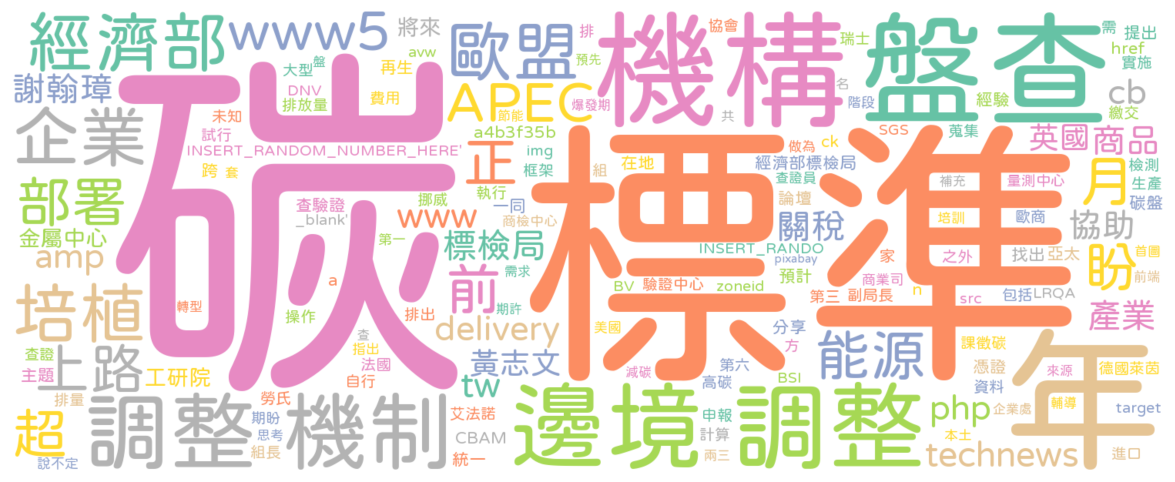 經濟部 www5 將來 歐盟 排 協會 機構 瑞士 盤查 需 提出
謝翰璋 大型 盤 avw 再生 預先 名 href 實施
DNV 排放量 費用 APEC 節能 爆發期 階段 經驗 cb 繳交
企業 未知 碳 a4b3f35b 共 做為 ck SGS 蒐集 英國 商品
試行 INSERT_RANDOM_NUMBER_HERE' 正 img 框架 組 在地 經濟部標檢局 標準 檢測
部署 跨 套 執行 查證員 補充 量測中心 月 生產
查驗證 挪威 一同 論壇 碳盤
_blank' www 商檢中心 關稅 培訓 歐商 協助
金屬中心 第一 標檢局 INSERT_RANDO 家 之外 找出 亞太 首圖
amp a 前 需求 pixabay 商業司 盼 前端
轉型 期許 BV 驗證中心 zoneid 預計 第三 副局長 n src 包括 LRQA
培植 操作 排出 delivery 美國 分享 產業
查證 查 方 能源 課徵碳
上路 指出 法國 黃志文 減碳 第六 憑證 年 德國萊茵
主題 工研院 自行 tw 高碳 BSI 資料 來源
排量 調整機制 勞氏 艾法諾 邊境調整 申報 php 企業處 輔導 target
超 期盼 思考 CBAM 計算 本土
說不定 組長 統一 兩三 technews 進口